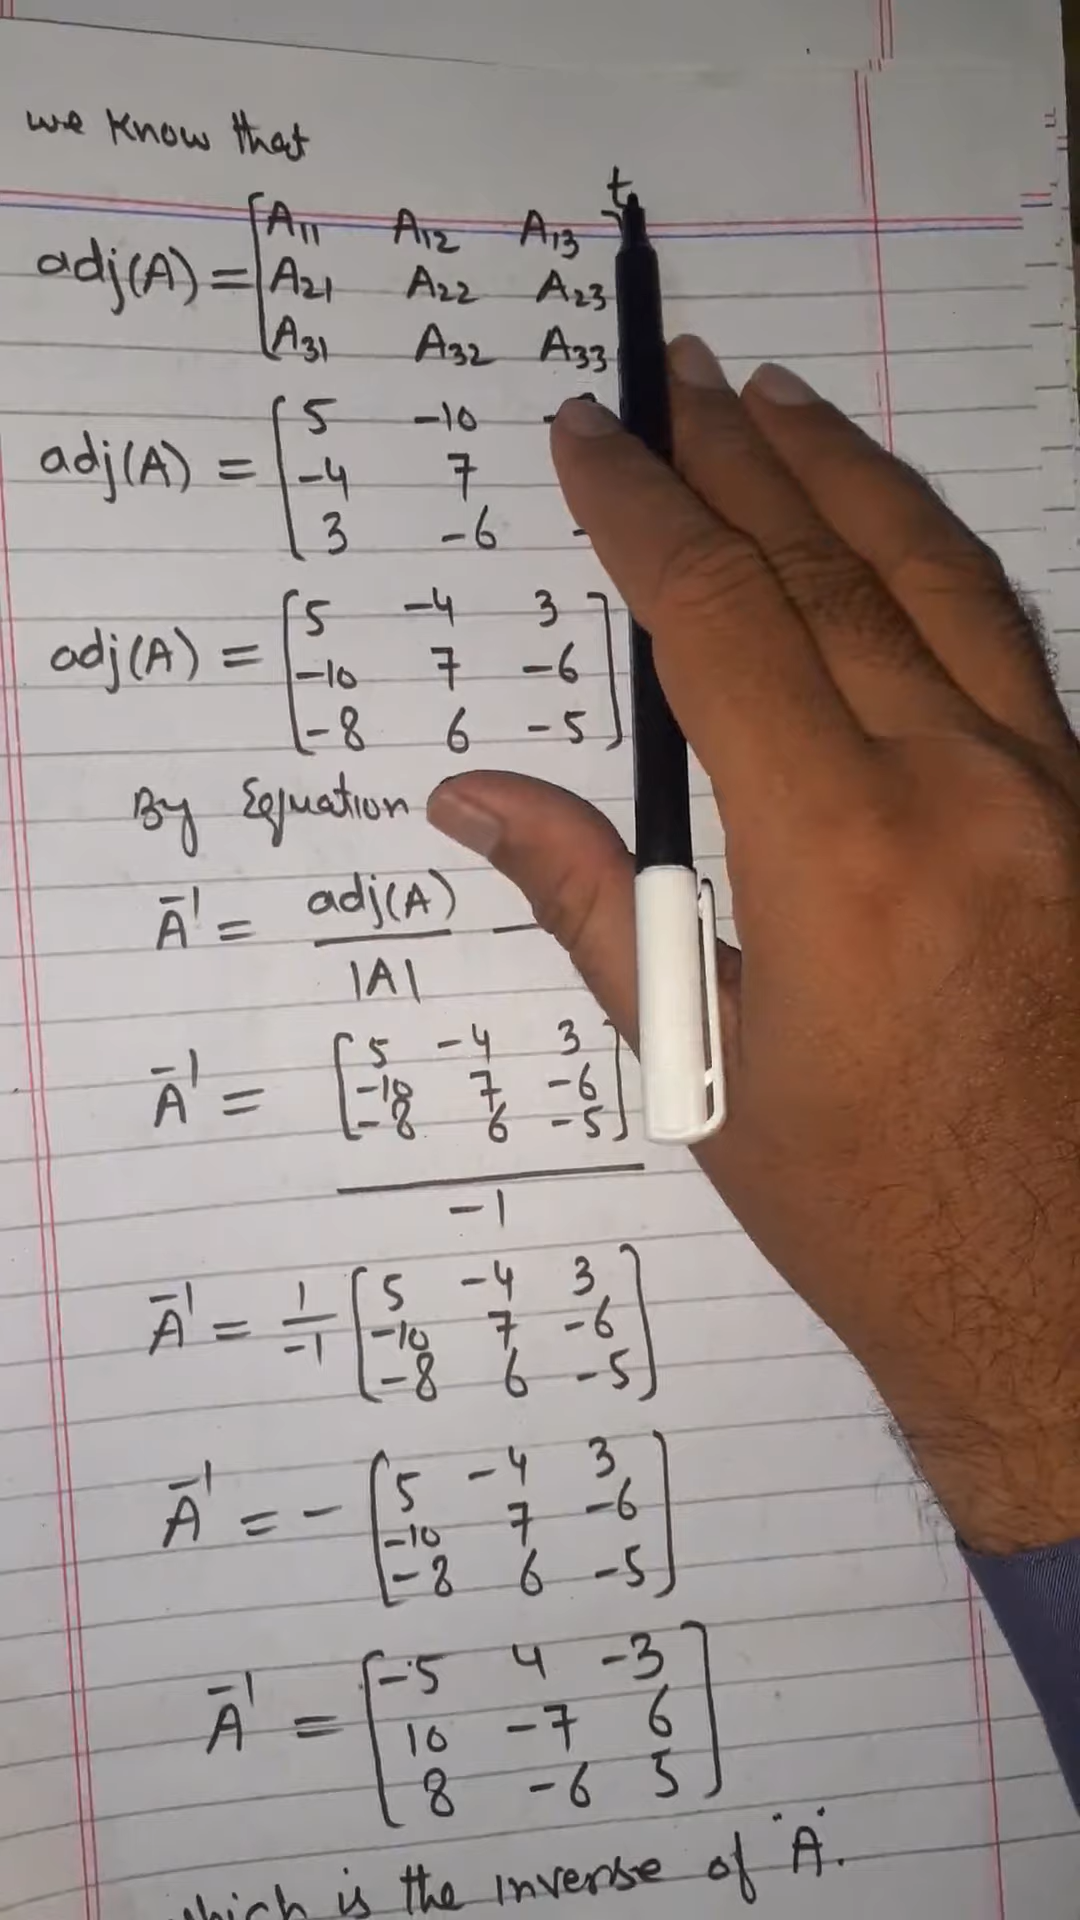 we know that
adj(A) = [A11 A12 A13
A21 A22 A23
A31 A32 A33 t
adj(A) = [5 -10
-4 7
3 -6 -
adj(A) = [5 -4 3
-10 7 -6
-8 6 -5]
By Equation
A-1 = adj(A) —
|A|
A-1 = [5 -4 3
-10 7 -6
-8 6 -5]
-1
A-1 = 1/-1 [5 -4 3
-10 7 -6
-8 6 -5]
A-1 = - [5 -4 3
-10 7 -6
-8 6 -5]
A-1 = [-5 4 -3
10 -7 6
8 -6 5]
which is the inverse of "A".